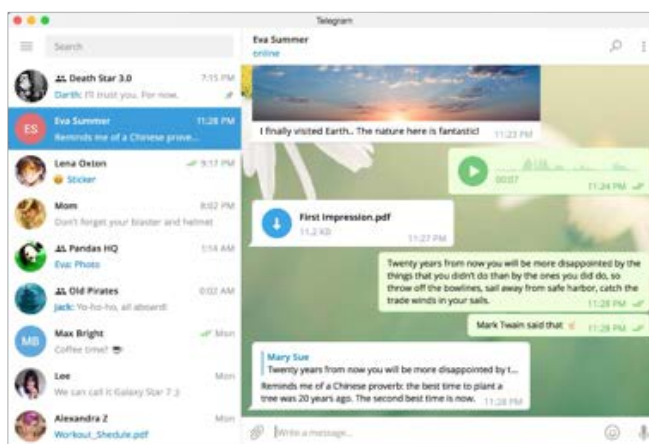 Telegram
Search
Death Star 3.0 7:15 PM
Darth: I'll trust you. For now.
ES
Eva Summer 11:28 PM
Reminds me of a Chinese prove...
Lena Oxton 9:17 PM
😀 Sticker
Mom 8:02 PM
Don't forget your blaster and helmet
Pandas HQ 1:14 AM
Eva: Photo
Old Pirates 0:02 AM
Jack: Yo-ho-ho, all aboard!
MB
Max Bright Mon
Coffee time? ☕
Lee Mon
We can call it Galaxy Star 7 ;)
Alexandra Z Mon
Workout_Shedule.pdf
Eva Summer
online
I finally visited Earth.. The nature here is fantastic! 11:23 PM
00:07 11:24 PM
First Impression.pdf
11.2 KB 11:27 PM
Twenty years from now you will be more disappointed by the
things that you didn't do than by the ones you did do, so
throw off the bowlines, sail away from safe harbor, catch the
trade winds in your sails. 11:28 PM
Mark Twain said that 11:28 PM
Mary Sue
Twenty years from now you will be more disappointed by t...
Reminds me of a Chinese proverb: the best time to plant a
tree was 20 years ago. The second best time is now. 11:28 PM
Write a message...